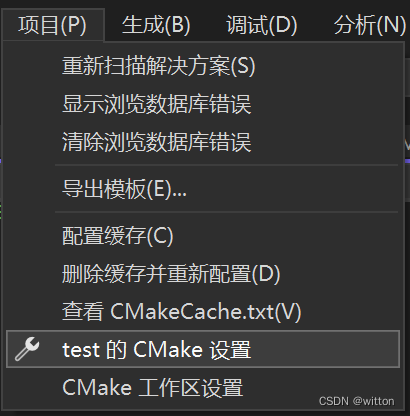 项目(P) 生成(B) 调试(D) 分析(N)
重新扫描解决方案(S)
显示浏览数据库错误
清除浏览数据库错误
导出模板(E)...
配置缓存(C)
删除缓存并重新配置(D)
查看 CMakeCache.txt(V)
test 的 CMake 设置
CMake 工作区设置
CSDN @witton